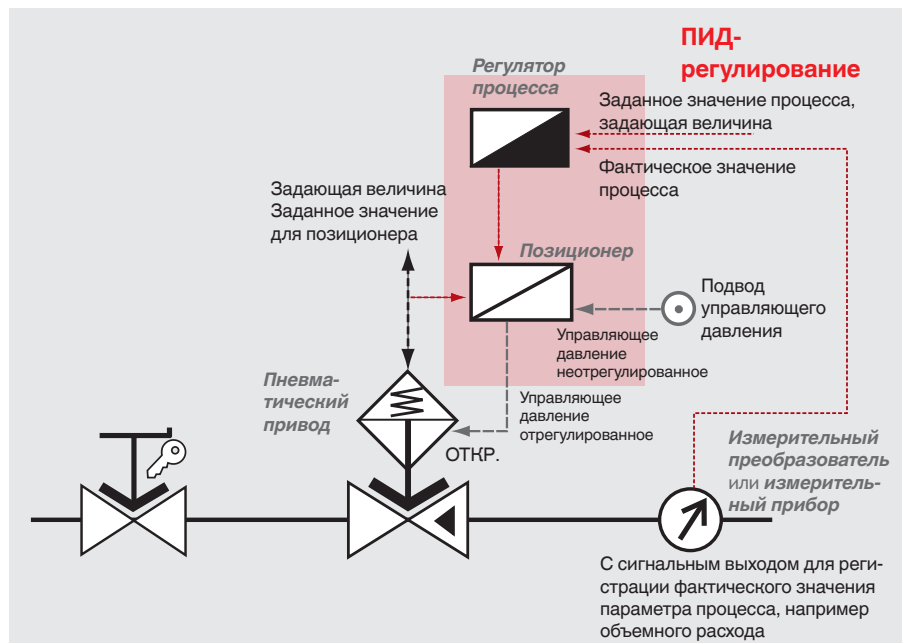 ПИД-
регулирование
Регулятор
процесса
Заданное значение процесса,
задающая величина
Фактическое значение
процесса
Задающая величина
Заданное значение
для позиционера
Позиционер
Подвод
управляющего
давления
Управляющее
давление
неотрегулированное
Пневма-
тический
привод
Управляющее
давление
отрегулированное
ОТКР.
Измерительный
преобразователь
или измеритель-
ный прибор
С сигнальным выходом для реги-
страции фактического значения
параметра процесса, например
объемного расхода